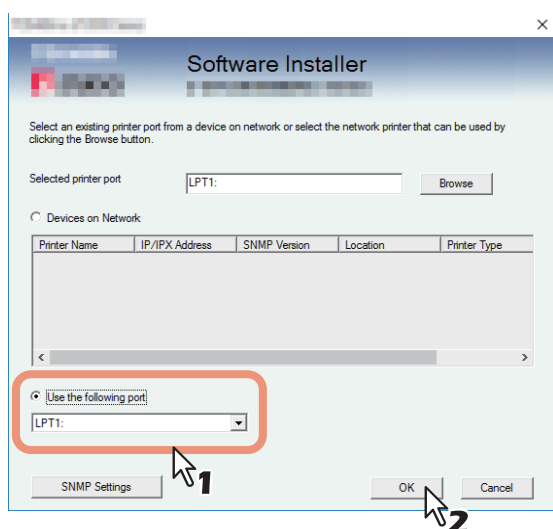 Software Installer
Select an existing printer port from a device on network or select the network printer that can be used by
clicking the Browse button.
Selected printer port LPT1: Browse
Devices on Network
Printer Name IP/IPX Address SNMP Version Location Printer Type
Use the following port
LPT1:
1
SNMP Settings OK Cancel
2